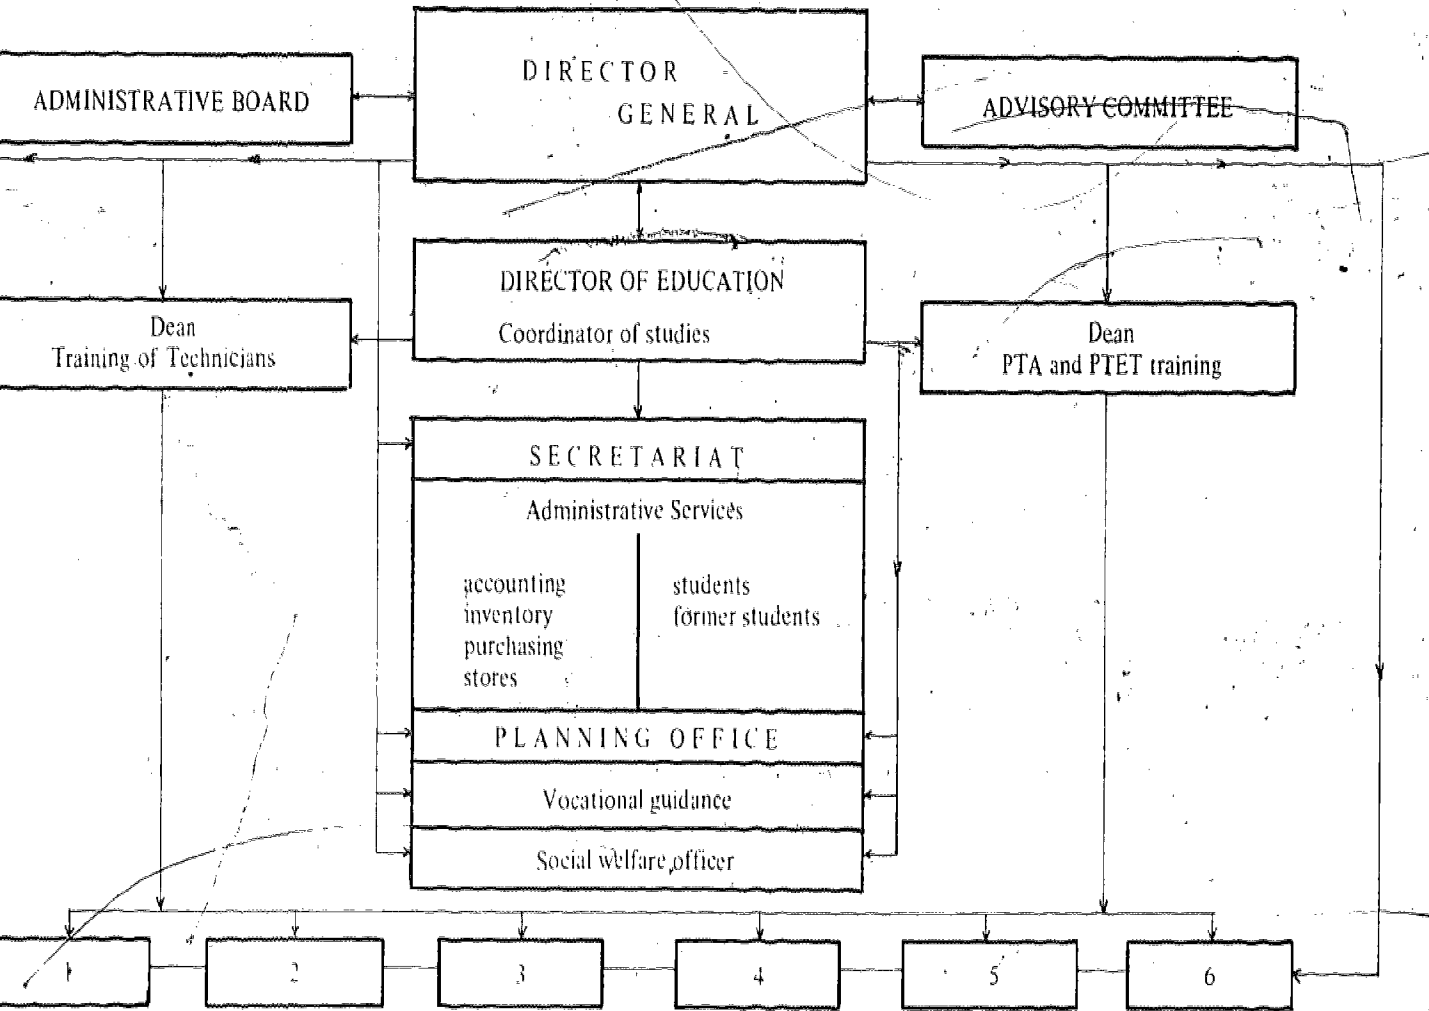 DIRECTOR
GENERAL
ADMINISTRATIVE BOARD
ADVISORY COMMITTEE
DIRECTOR OF EDUCATION
Coordinator of studies
Dean
Training of Technicians
Dean
PTA and PTET training
SECRETARIAT
Administrative Services
accounting
inventory
purchasing
stores
students
former students
PLANNING OFFICE
Vocational guidance
Social welfare officer
1
2
3
4
5
6